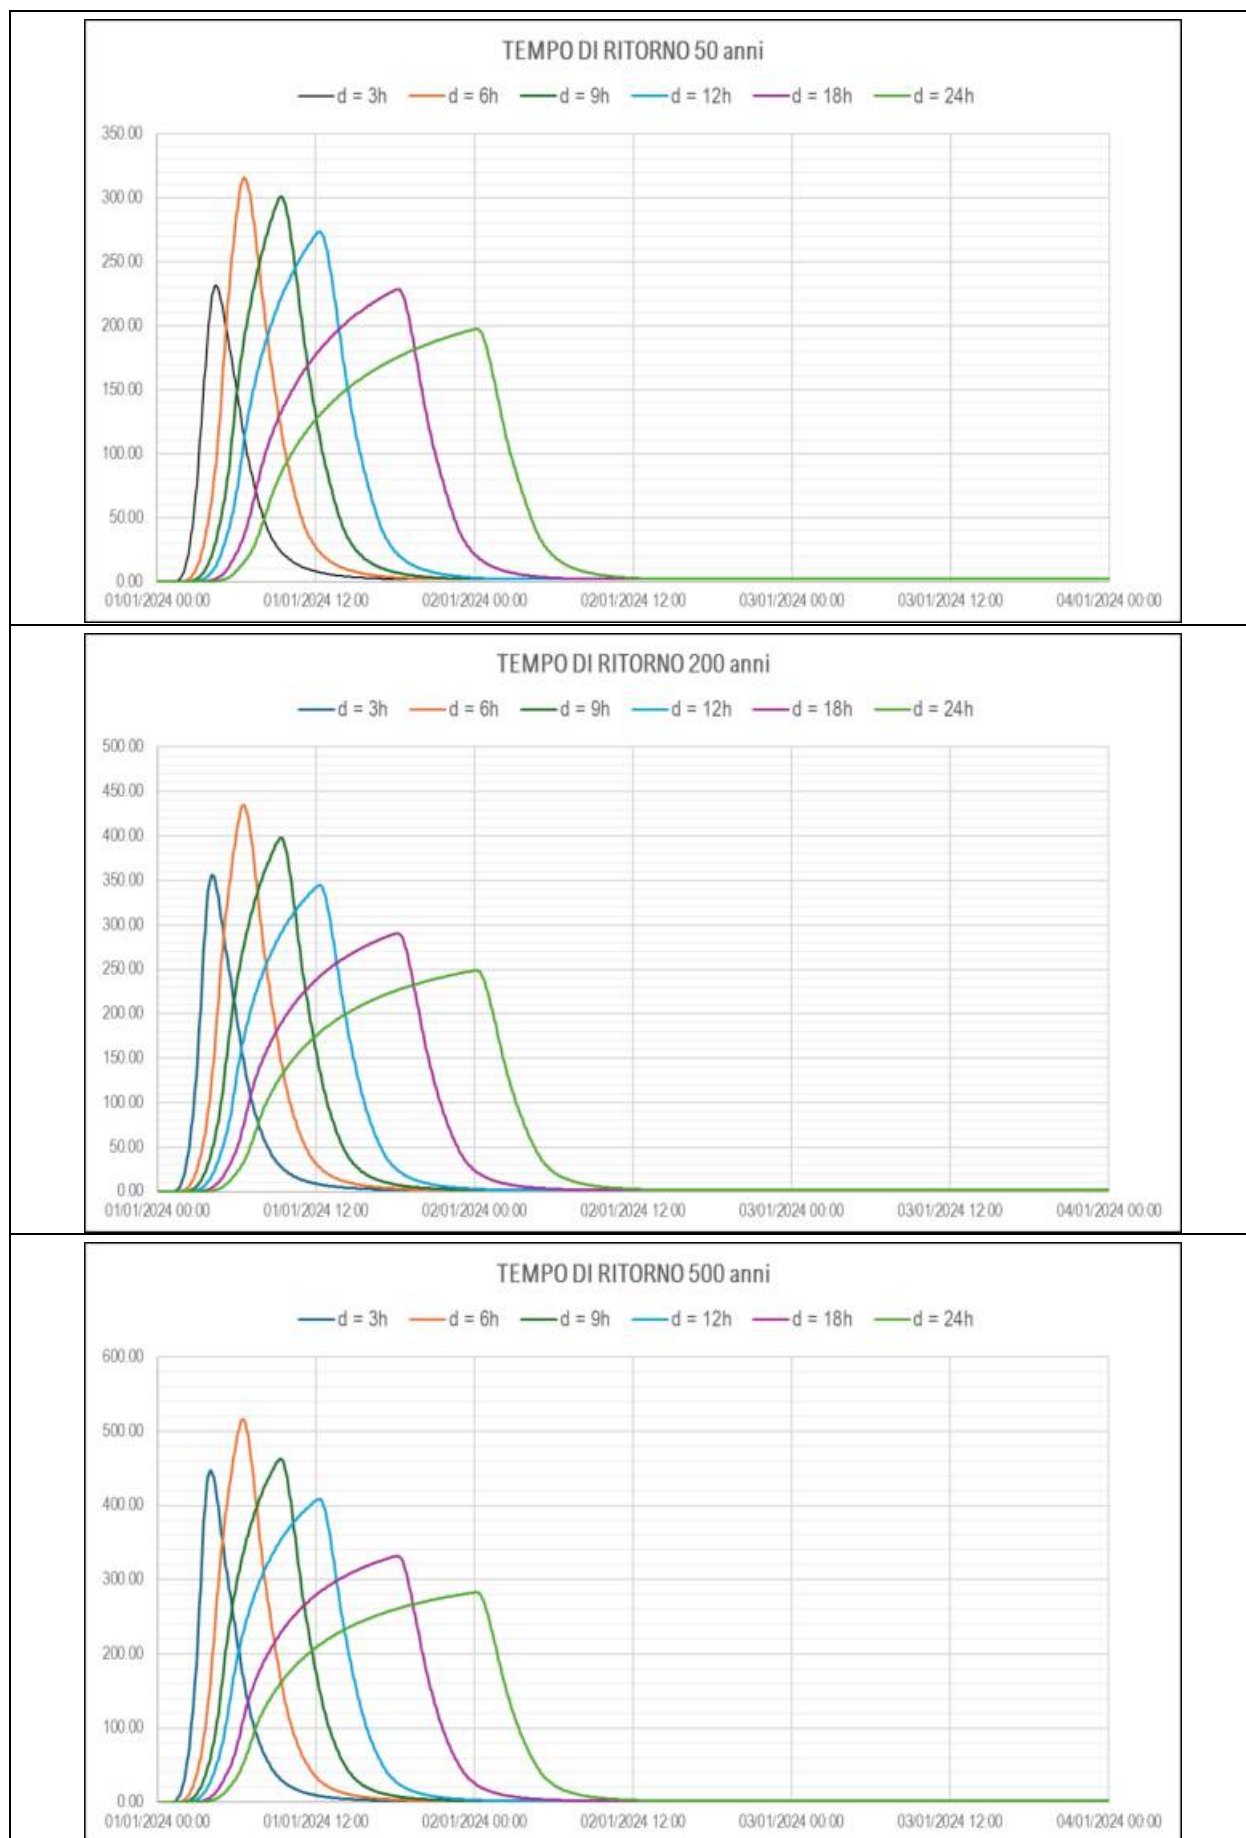 TEMPO DI RITORNO 50 anni
d = 3h d = 6h d = 9h d = 12h d = 18h d = 24h
350.00
300.00
250.00
200.00
150.00
100.00
50.00
0.00
01/01/2024 00:00 01/01/2024 12:00 02/01/2024 00:00 02/01/2024 12:00 03/01/2024 00:00 03/01/2024 12:00 04/01/2024 00:00
TEMPO DI RITORNO 200 anni
d = 3h d = 6h d = 9h d = 12h d = 18h d = 24h
500.00
450.00
400.00
350.00
300.00
250.00
200.00
150.00
100.00
50.00
0.00
01/01/2024 00:00 01/01/2024 12:00 02/01/2024 00:00 02/01/2024 12:00 03/01/2024 00:00 03/01/2024 12:00 04/01/2024 00:00
TEMPO DI RITORNO 500 anni
d = 3h d = 6h d = 9h d = 12h d = 18h d = 24h
600.00
500.00
400.00
300.00
200.00
100.00
0.00
01/01/2024 00:00 01/01/2024 12:00 02/01/2024 00:00 02/01/2024 12:00 03/01/2024 00:00 03/01/2024 12:00 04/01/2024 00:00